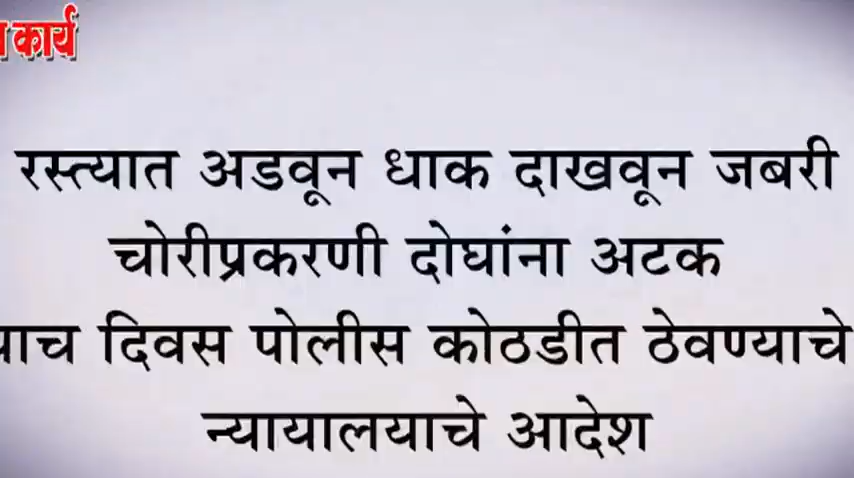 कार्य
रस्त्यात अडवून धाक दाखवून जबरी
चोरीप्रकरणी दोघांना अटक
दिवस पोलीस कोठडीत ठेवण्याचे
न्यायालयाचे आदेश